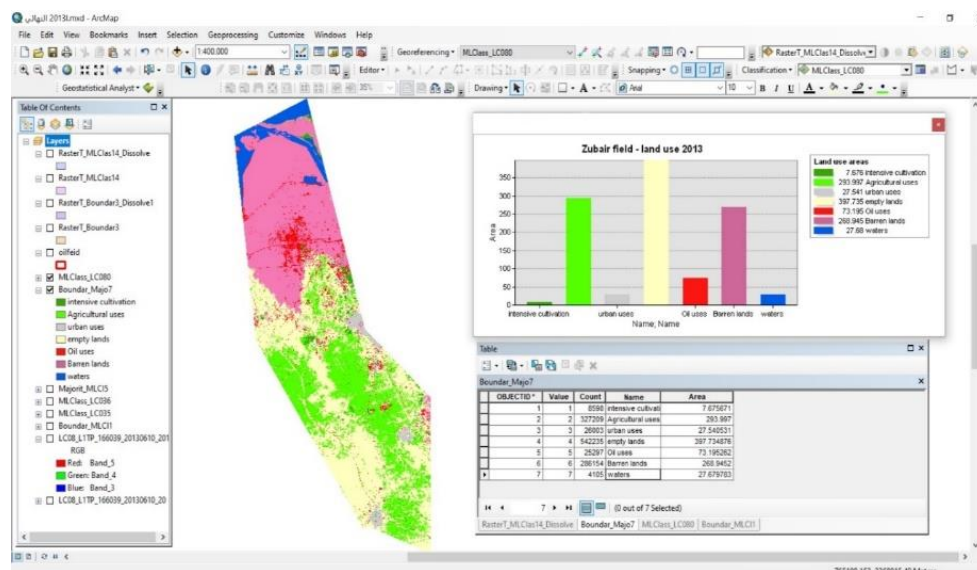 النهائي 2013l.mxd - ArcMap
File Edit View Bookmarks Insert Selection Geoprocessing Customize Windows Help
1:400.000 Georeferencing MLClass_LC080
Editor Snapping Classification MLClass_LC080
Geostatistical Analyst Drawing Arial 10 B I U A
Table Of Contents
Layers
RasterT_MLClas14_Dissolve
RasterT_MLClas14
RasterT_Boundar3_Dissolve1
RasterT_Boundar3
oilfeid
MLClass_LC080
Boundar_Majo7
intensive cultivation
Agricultural uses
urban uses
empty lands
Oil uses
Barren lands
waters
Majorit_MLCl5
MLClass_LC036
MLClass_LC035
Boundar_MLCl1
LC08_L1TP_166039_20130610_201
RGB
Red: Band_5
Green: Band_4
Blue: Band_3
LC08_L1TP_166039_20130610_20
Zubair field - land use 2013
Area
350
300
250
200
150
100
50
0
intensive cultivation urban uses Oil uses Barren lands waters
Name, Name
Land use areas
7.676 intensive cultivation
293.997 Agricultural uses
27.541 urban uses
397.735 empty lands
73.195 Oil uses
268.945 Barren lands
27.68 waters
Table
Boundar_Majo7
OBJECTID * Value Count Name Area
1 1 8598 intensive cultivati 7.675671
2 2 327209 Agricultural uses 293.997
3 3 26003 urban uses 27.540531
4 4 542235 empty lands 397.734876
5 5 25297 Oil uses 73.195262
6 6 286154 Barren lands 268.9452
7 7 4105 waters 27.679703
7 (0 out of 7 Selected)
RasterT_MLClas14_Dissolve Boundar_Majo7 MLClass_LC080 Boundar_MLCl1